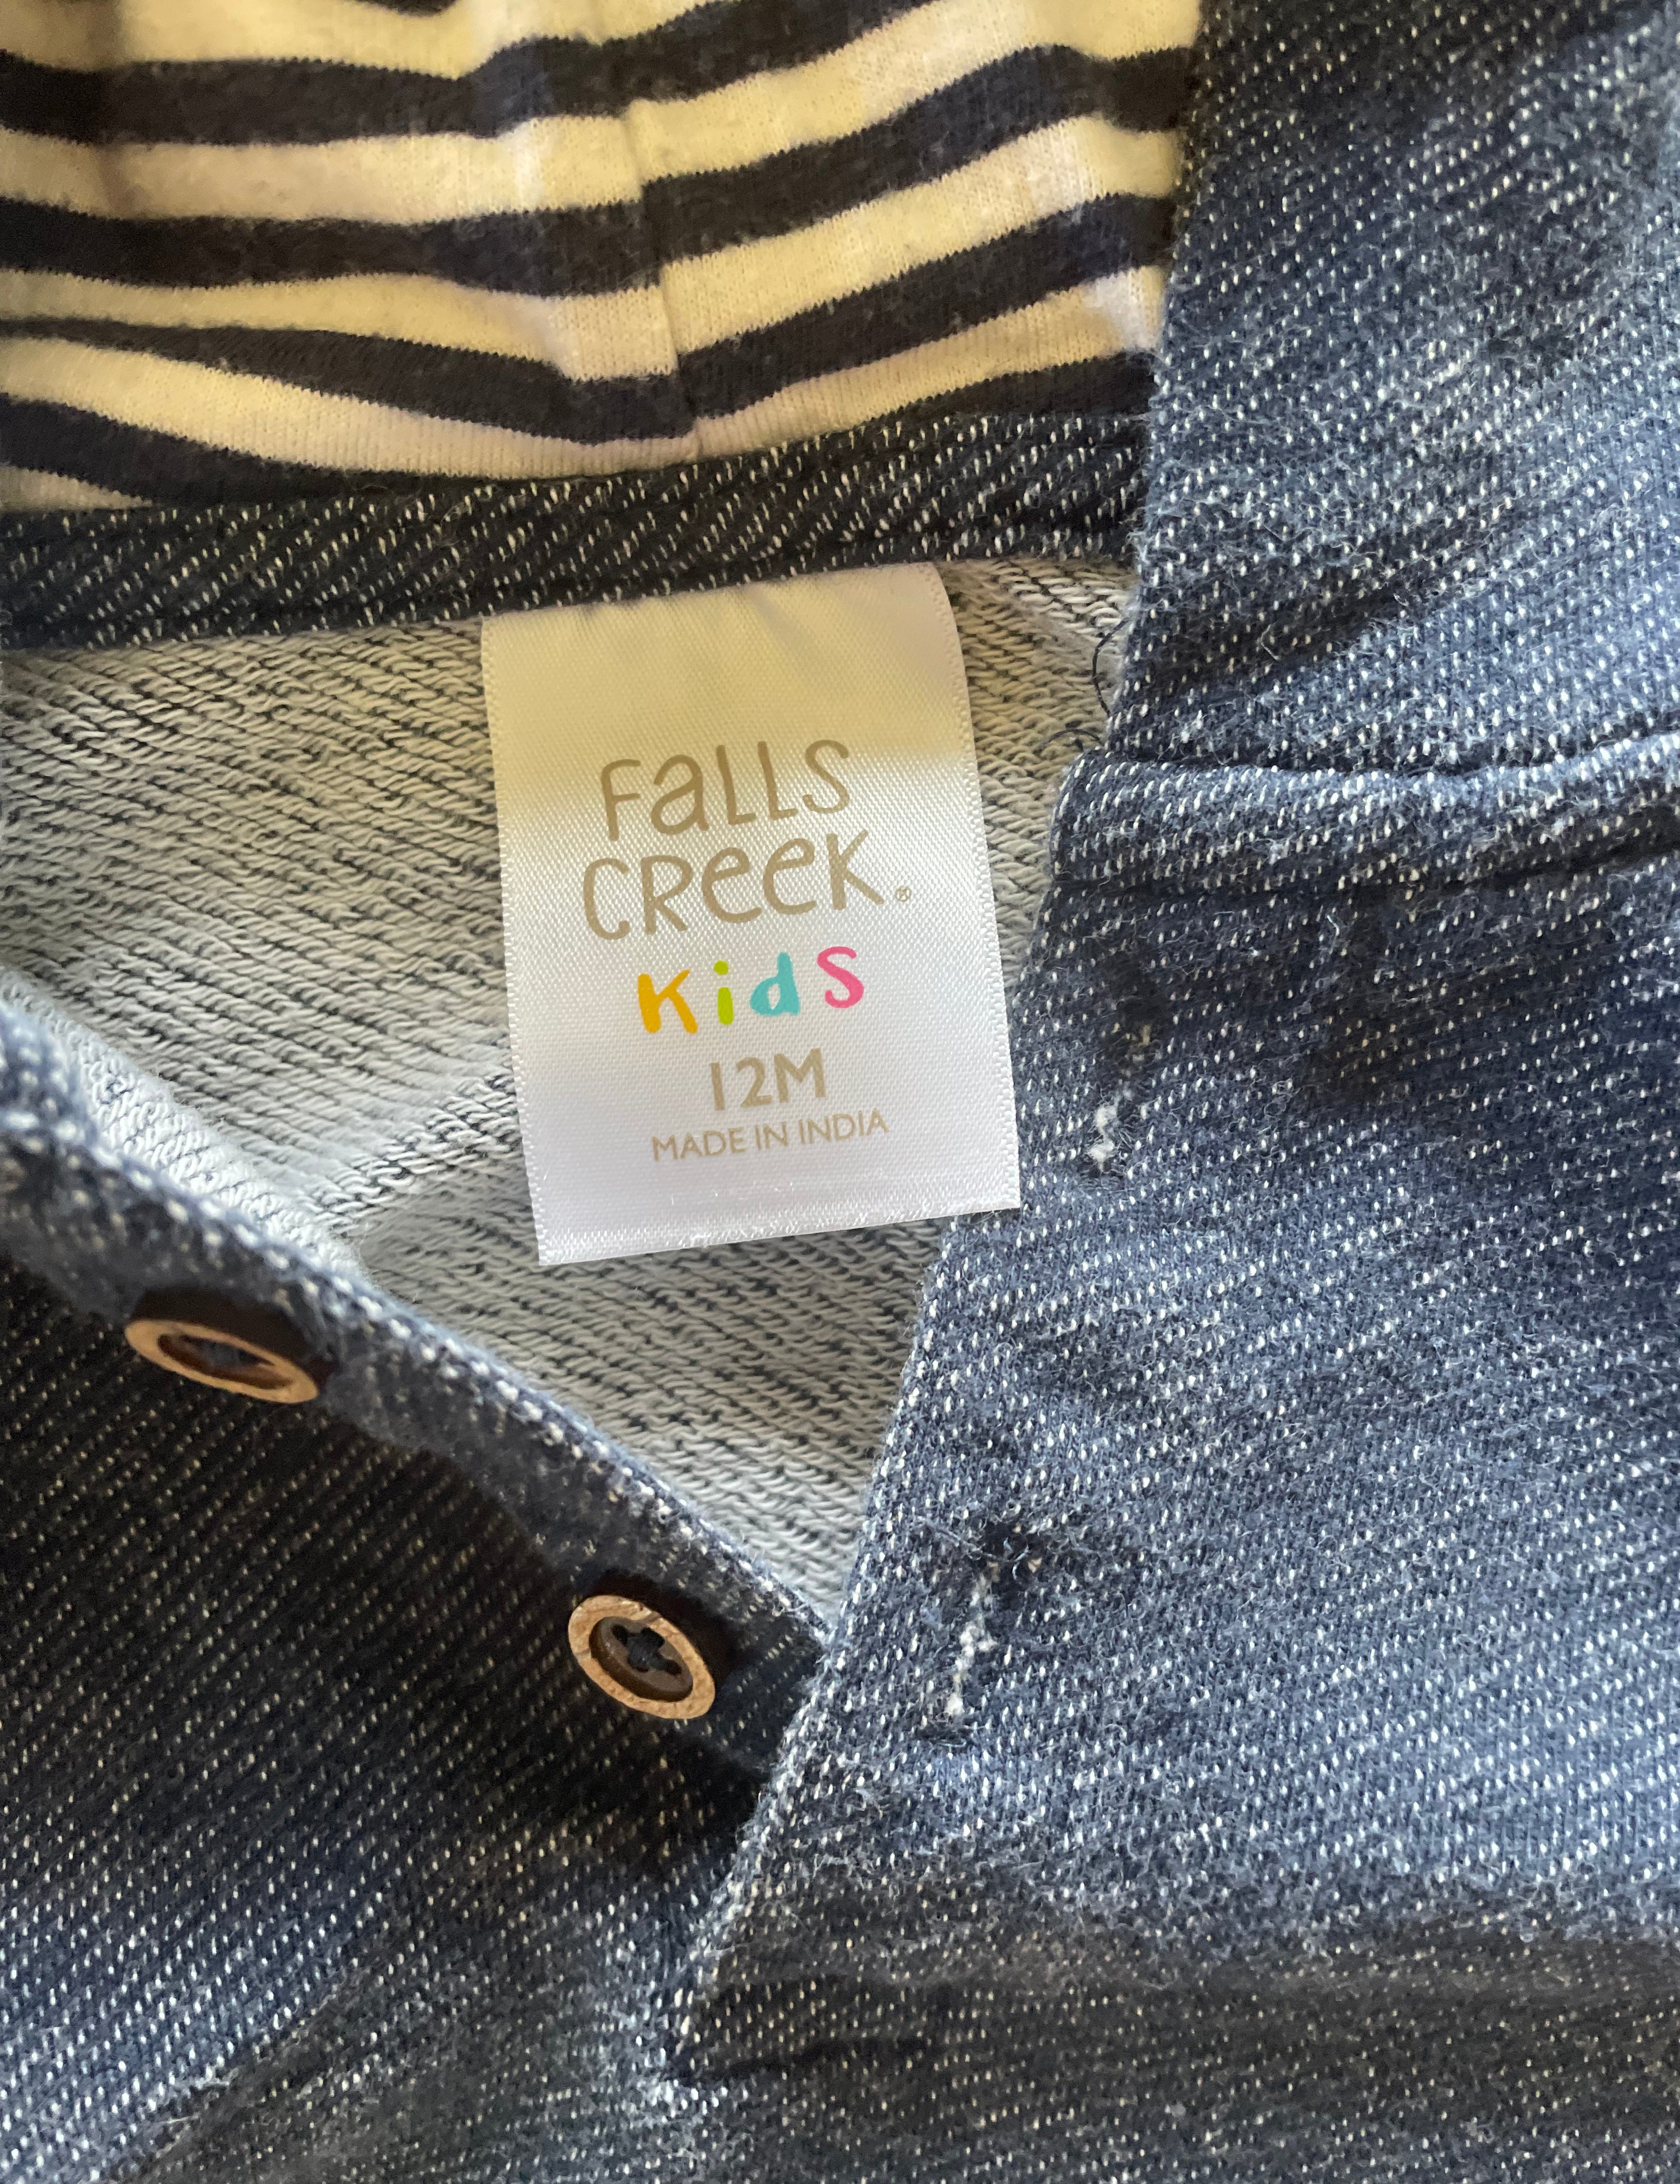 FaLLS
CReeK®
Kids
12M
MADE IN INDIA